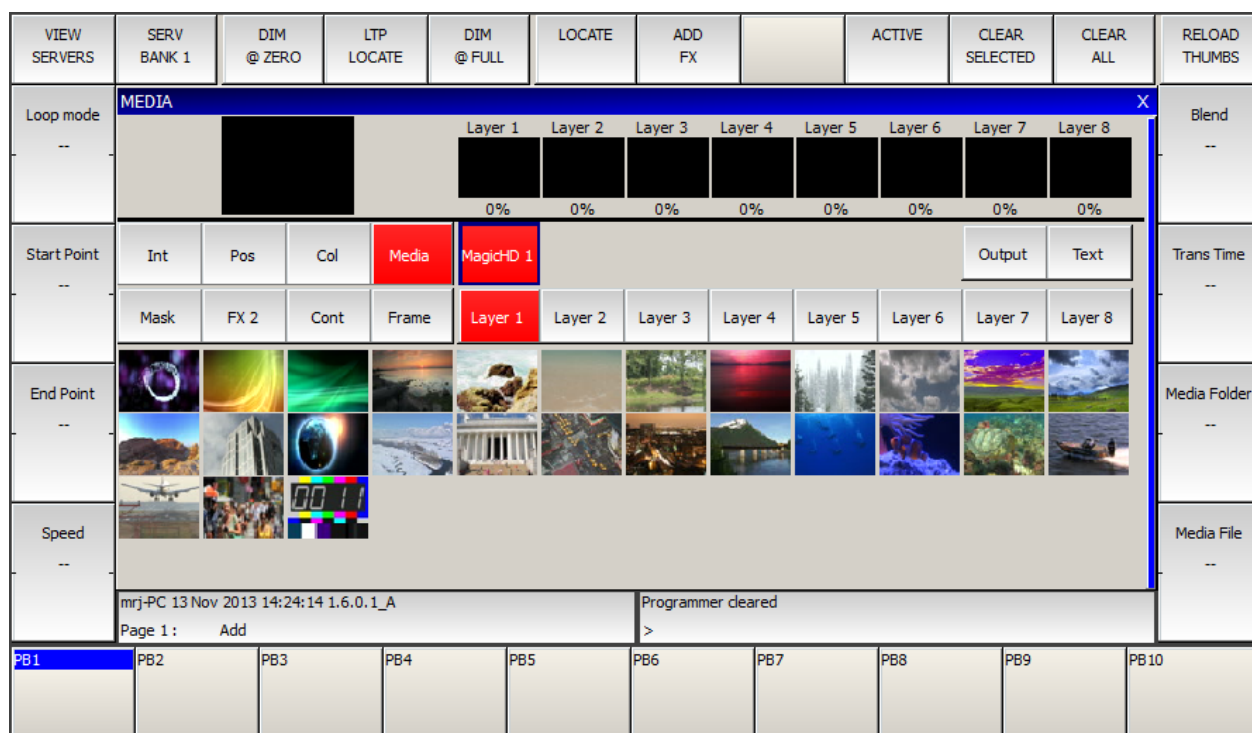 VIEW SERVERS
SERV BANK 1
DIM @ ZERO
LTP LOCATE
DIM @ FULL
LOCATE
ADD FX
ACTIVE
CLEAR SELECTED
CLEAR ALL
RELOAD THUMBS
Loop mode
--
Start Point
--
End Point
--
Speed
--
MEDIA X
Layer 1 Layer 2 Layer 3 Layer 4 Layer 5 Layer 6 Layer 7 Layer 8
0% 0% 0% 0% 0% 0% 0% 0%
Int Pos Col Media MagicHD 1 Output Text
Mask FX 2 Cont Frame Layer 1 Layer 2 Layer 3 Layer 4 Layer 5 Layer 6 Layer 7 Layer 8
0011
Blend
--
Trans Time
--
Media Folder
--
Media File
--
mrj-PC 13 Nov 2013 14:24:14 1.6.0.1_A
Page 1 : Add
Programmer cleared
>
PB1 PB2 PB3 PB4 PB5 PB6 PB7 PB8 PB9 PB10